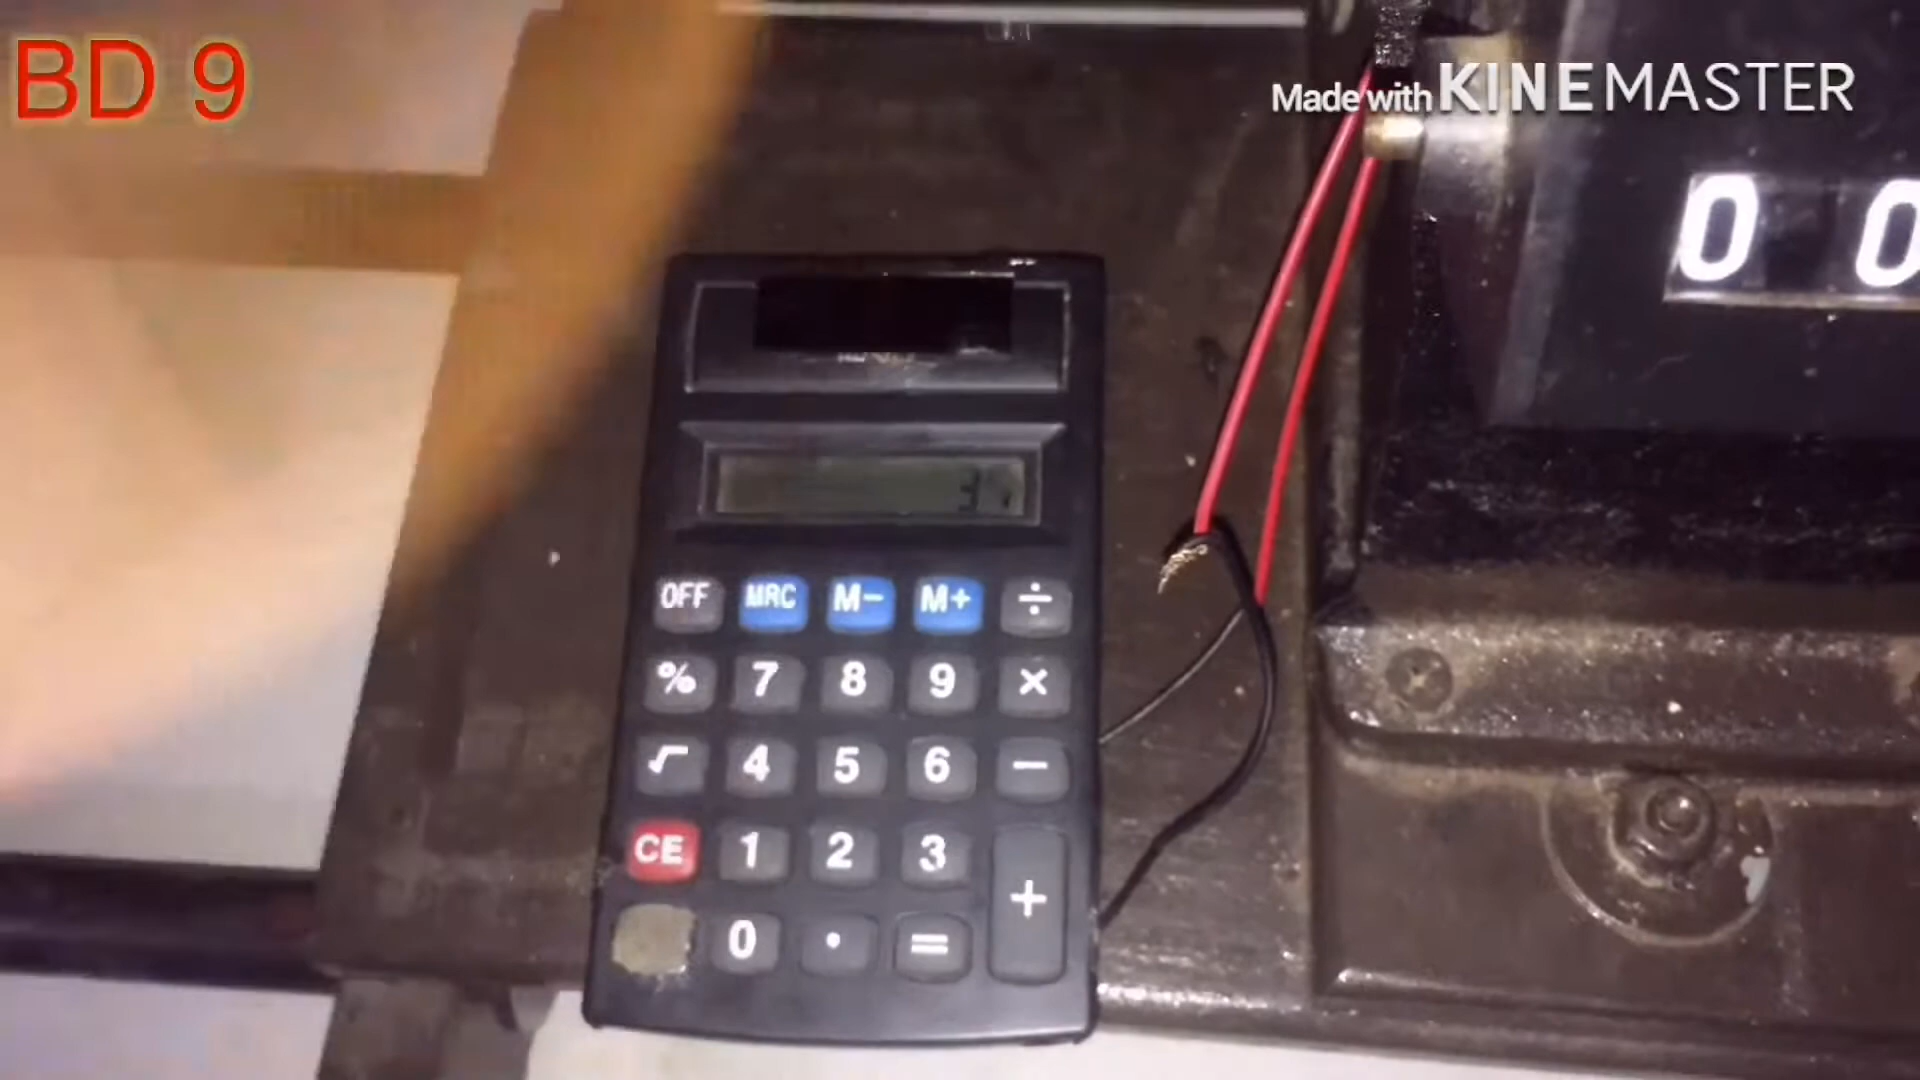 BD 9
Made with KINEMASTER
0 0
3
OFF MRC M− M+ ÷
% 7 8 9 ×
√ 4 5 6 −
CE 1 2 3 +
0 . =